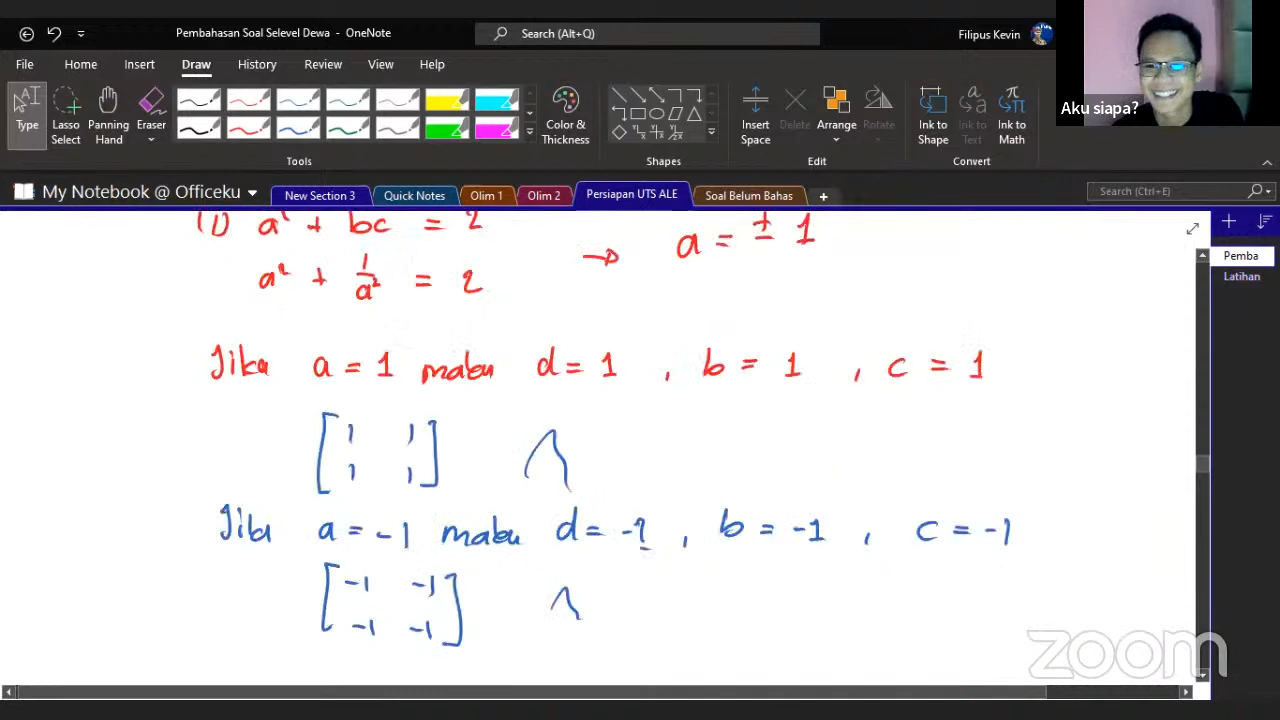 Pembahasan Soal Selevel Dewa - OneNote
Search (Alt+Q)
Filipus Kevin
File Home Insert Draw History Review View Help
Aku siapa?
Type
Lasso Select
Panning Hand
Eraser
Color & Thickness
Insert Space
Delete
Arrange
Rotate
Ink to Shape
Ink to Text
Ink to Math
Tools Shapes Edit Convert
My Notebook @ Officeku
New Section 3 Quick Notes Olim 1 Olim 2 Persiapan UTS ALE Soal Belum Bahas +
Search (Ctrl+E)
Pemba
Latihan
(1) a² + bc = 2
→ a = ± 1
a² + 1/a² = 2
Jika a = 1 maka d = 1 , b = 1 , c = 1
[ 1 1
1 1 ]
Jika a = -1 maka d = -1 , b = -1 , c = -1
[ -1 -1
-1 -1 ]
zoom